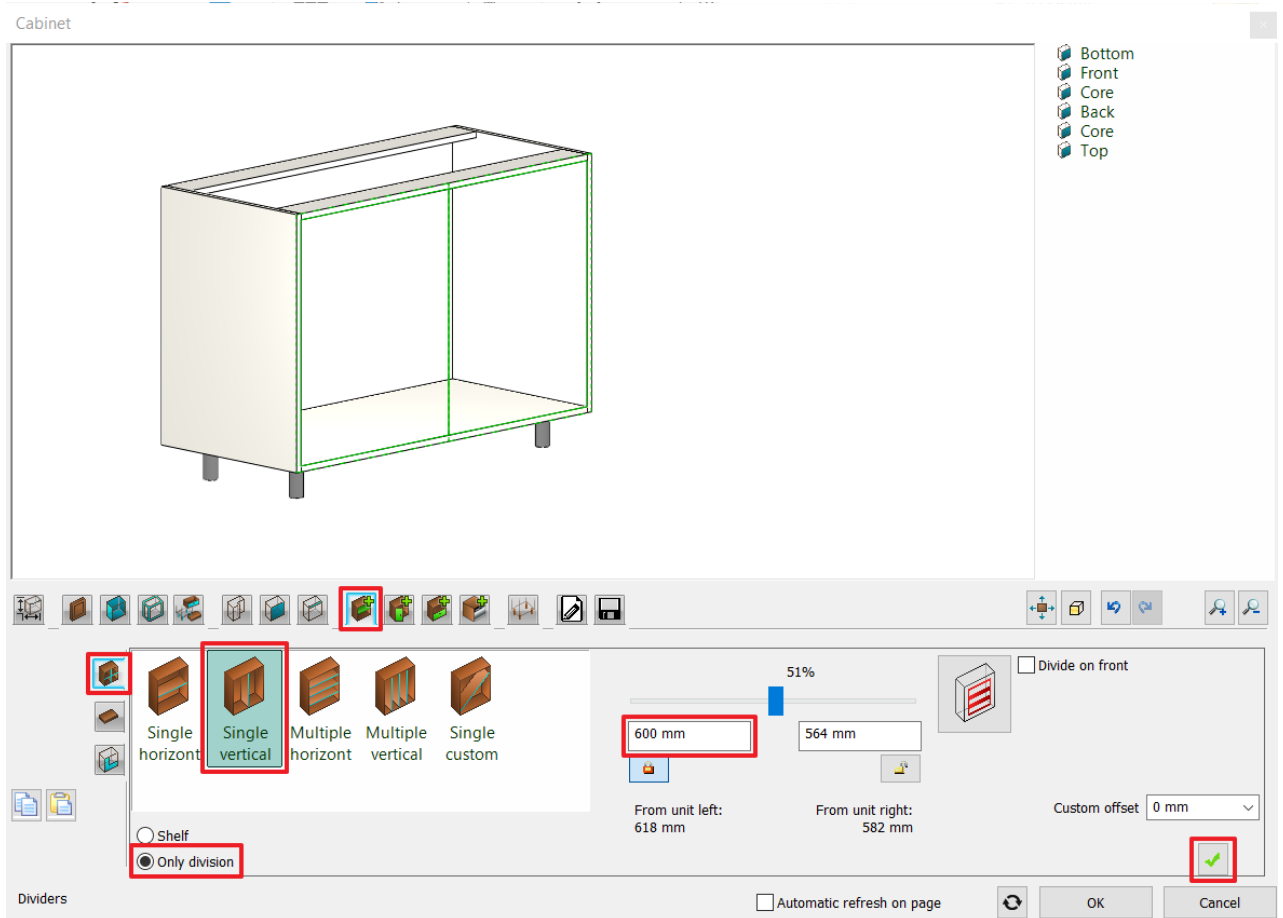 Cabinet
Bottom
Front
Core
Back
Core
Top
Single horizont
Single vertical
Multiple horizont
Multiple vertical
Single custom
Shelf
Only division
51%
600 mm
564 mm
From unit left:
618 mm
From unit right:
582 mm
Divide on front
Custom offset 0 mm
Dividers
Automatic refresh on page
OK
Cancel